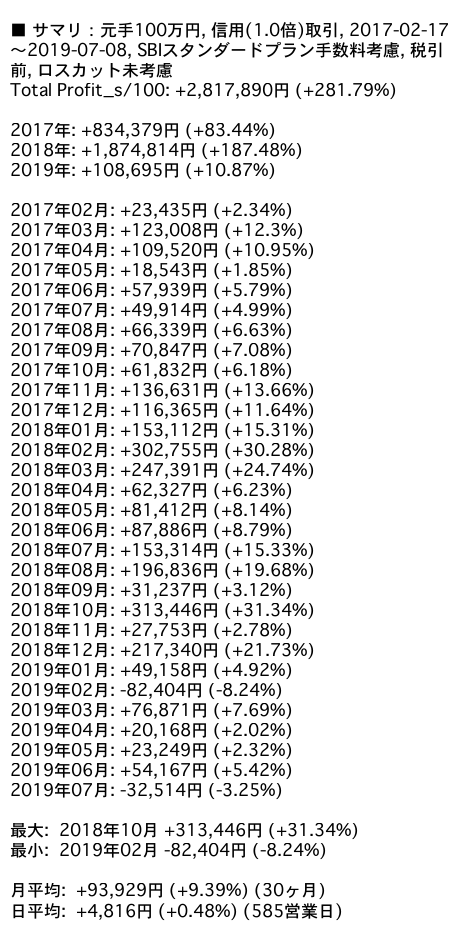 ■ サマリ：元手100万円, 信用(1.0倍)取引, 2017-02-17
～2019-07-08, SBIスタンダードプラン手数料考慮, 税引
前, ロスカット未考慮
Total Profit_s/100: +2,817,890円 (+281.79%)
2017年: +834,379円 (+83.44%)
2018年: +1,874,814円 (+187.48%)
2019年: +108,695円 (+10.87%)
2017年02月: +23,435円 (+2.34%)
2017年03月: +123,008円 (+12.3%)
2017年04月: +109,520円 (+10.95%)
2017年05月: +18,543円 (+1.85%)
2017年06月: +57,939円 (+5.79%)
2017年07月: +49,914円 (+4.99%)
2017年08月: +66,339円 (+6.63%)
2017年09月: +70,847円 (+7.08%)
2017年10月: +61,832円 (+6.18%)
2017年11月: +136,631円 (+13.66%)
2017年12月: +116,365円 (+11.64%)
2018年01月: +153,112円 (+15.31%)
2018年02月: +302,755円 (+30.28%)
2018年03月: +247,391円 (+24.74%)
2018年04月: +62,327円 (+6.23%)
2018年05月: +81,412円 (+8.14%)
2018年06月: +87,886円 (+8.79%)
2018年07月: +153,314円 (+15.33%)
2018年08月: +196,836円 (+19.68%)
2018年09月: +31,237円 (+3.12%)
2018年10月: +313,446円 (+31.34%)
2018年11月: +27,753円 (+2.78%)
2018年12月: +217,340円 (+21.73%)
2019年01月: +49,158円 (+4.92%)
2019年02月: -82,404円 (-8.24%)
2019年03月: +76,871円 (+7.69%)
2019年04月: +20,168円 (+2.02%)
2019年05月: +23,249円 (+2.32%)
2019年06月: +54,167円 (+5.42%)
2019年07月: -32,514円 (-3.25%)
最大: 2018年10月 +313,446円 (+31.34%)
最小: 2019年02月 -82,404円 (-8.24%)
月平均: +93,929円 (+9.39%) (30ヶ月)
日平均: +4,816円 (+0.48%) (585営業日)